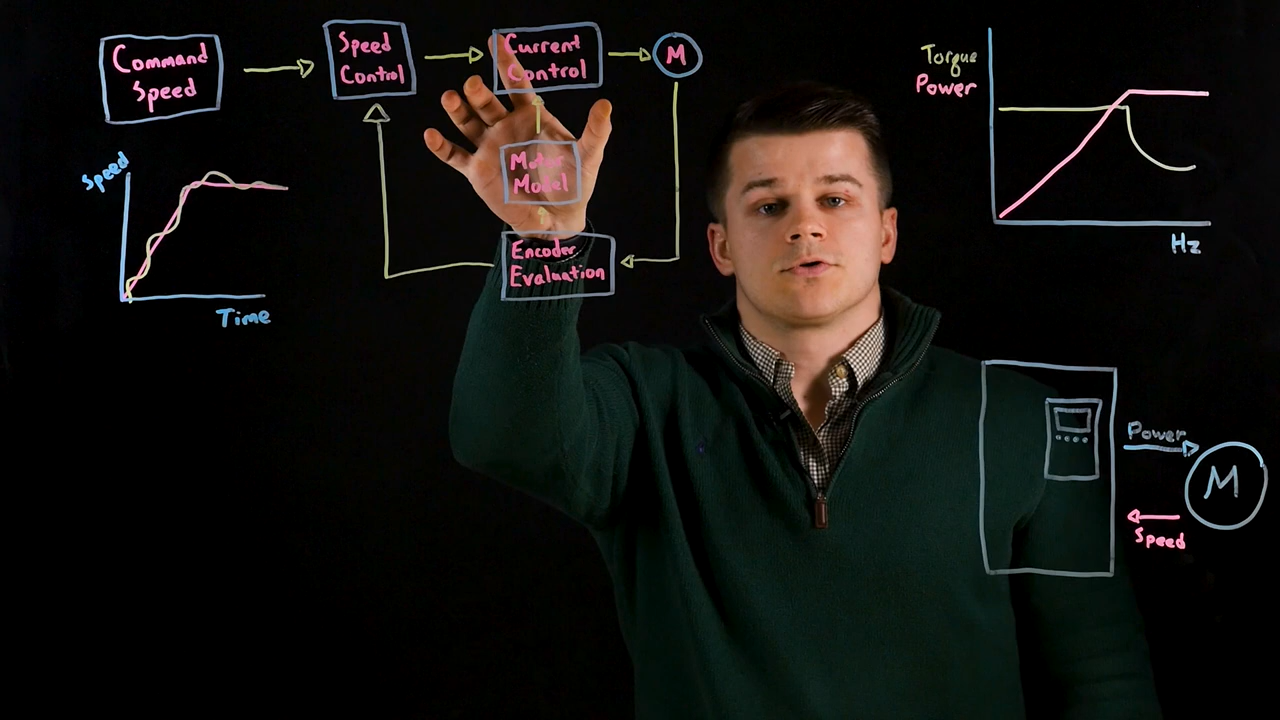 Command
Speed
Speed
Control
Current
Control
M
Motor
Model
Encoder
Evaluation
Speed
Time
Torque
Power
Hz
Power
M
Speed